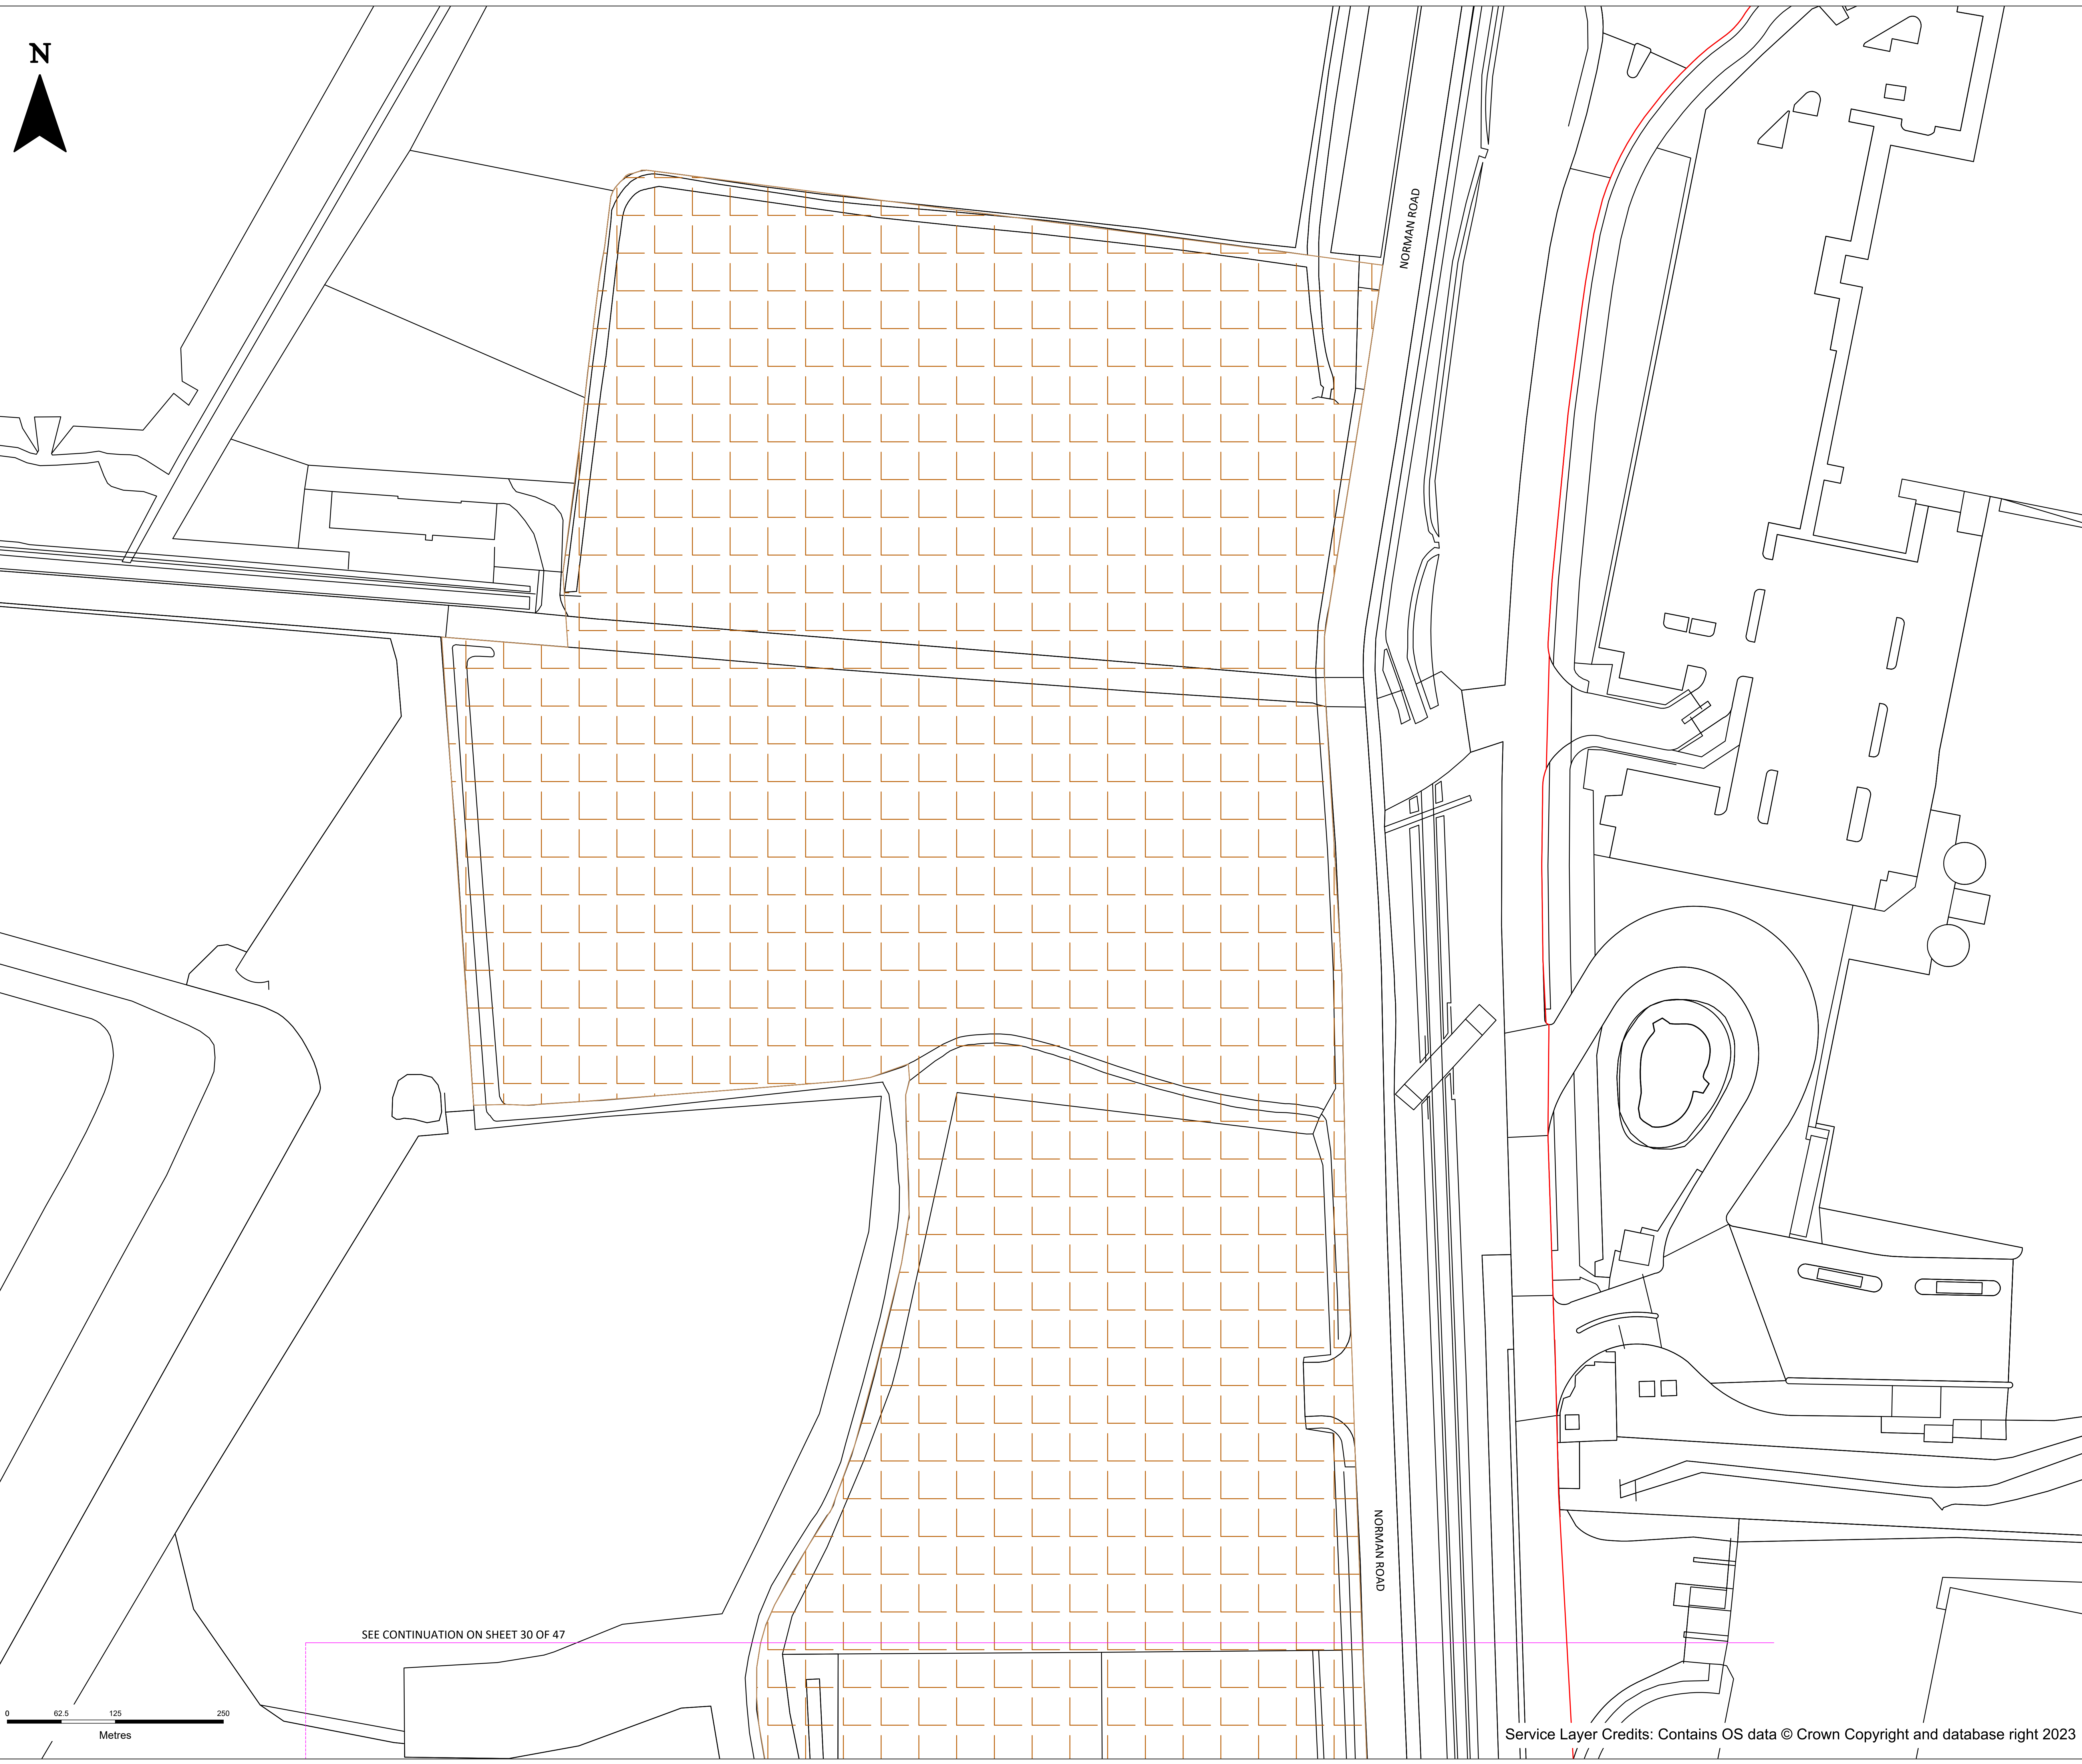 N
NORMAN ROAD
NORMAN ROAD
SEE CONTINUATION ON SHEET 30 OF 47
0 62.5 125 250
Metres
Service Layer Credits: Contains OS data © Crown Copyright and database right 2023